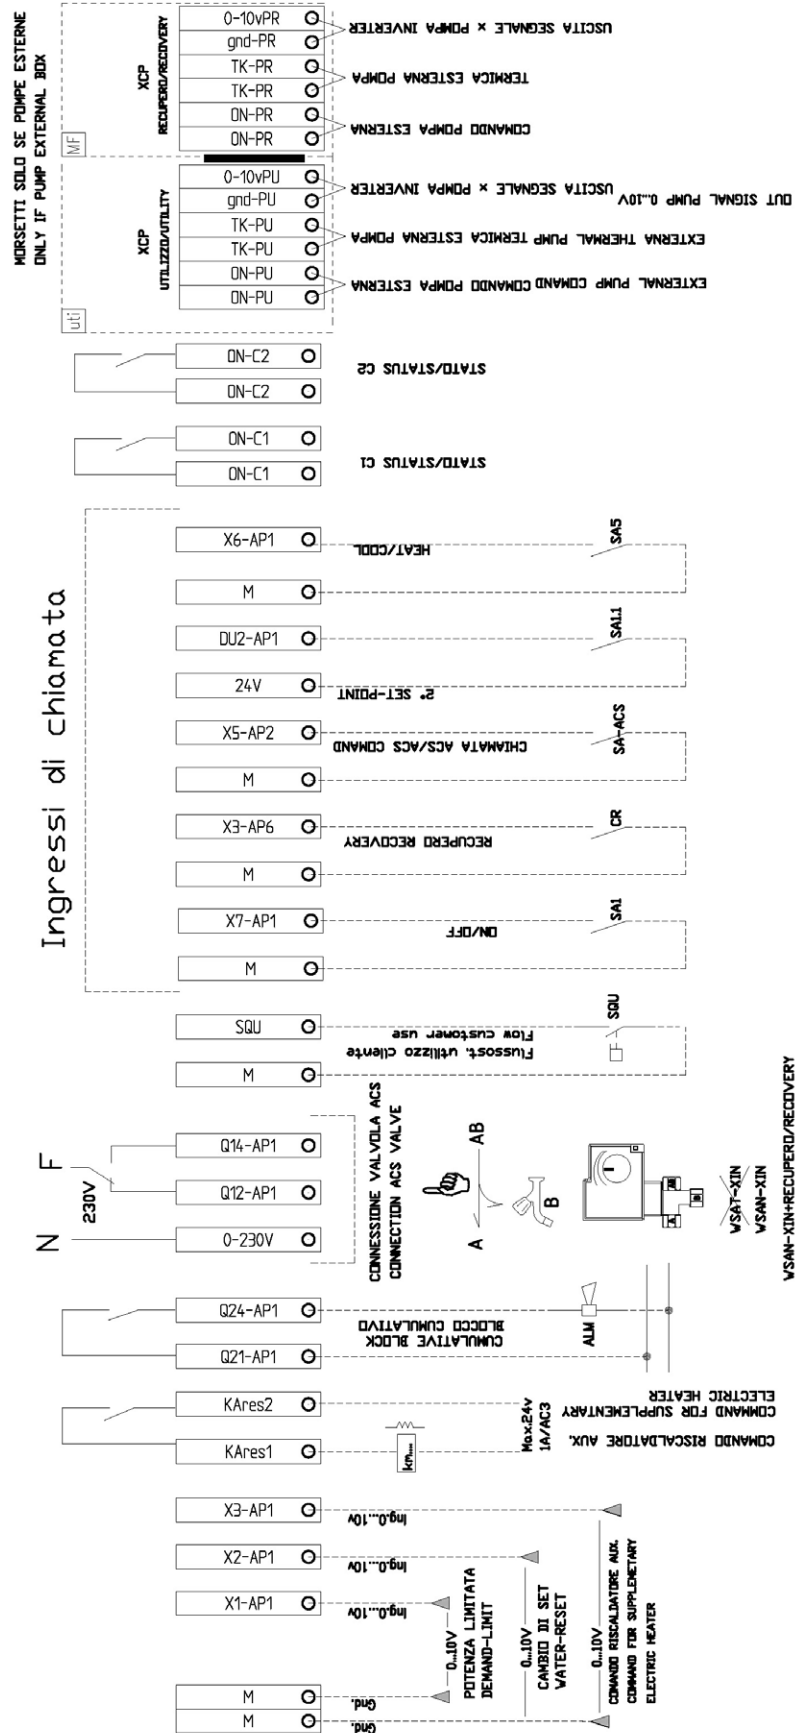 MORSETTI SOLO SE POMPE ESTERNE
ONLY IF PUMP EXTERNAL BOX
MF
XCP
RECUPERO/RECOVERY
0-10vPR
gnd-PR
USCITA SEGNALE x POMPA INVERTER
TK-PR
TK-PR
TERMICA ESTERNA POMPA
ON-PR
ON-PR
COMANDO POMPA ESTERNA
uti
XCP
UTILIZZO/UTILITY
0-10vPU
gnd-PU
USCITA SEGNALE x POMPA INVERTER
OUT SIGNAL PUMP 0...10V
TK-PU
TK-PU
EXTERNA THERMAL PUMP TERMICA ESTERNA POMPA
ON-PU
ON-PU
EXTERNAL PUMP COMAND COMANDO POMPA ESTERNA
ON-C2
ON-C2
STATO/STATUS C2
ON-C1
ON-C1
STATO/STATUS C1
Ingressi di chiamata
X6-AP1
HEAT/COOL
SA5
M
DU2-AP1
SA1.1
24V
2° SET-POINT
X5-AP2
CHIAMATA ACS/ACS COMAND
SA-ACS
M
X3-AP6
RECUPERO RECOVERY
CR
M
X7-AP1
ON/OFF
SA1
M
SQU
Flussost. utilizzo cliente
Flow customer use
SQU
M
F
N
230V
Q14-AP1
Q12-AP1
0-230V
CONNESSIONE VALVOLA ACS
CONNECTION ACS VALVE
A
AB
B
A
AB
B
WSAT-XIN
WSAN-XIN
WSAN-XIN+RECUPERO/RECOVERY
Q24-AP1
Q21-AP1
CUMULATIVE BLOCK
BLOCCO CUMULATIVO
ALM
KAres2
KAres1
km...
Max.24v
1A/AC3
COMANDO RISCALDATORE AUX.
COMMAND FOR SUPPLEMENTARY
ELECTRIC HEATER
X3-AP1
Ing.0...10v
X2-AP1
Ing.0...10v
X1-AP1
Ing.0...10v
M
Gnd.
M
Gnd.
0...10V
POTENZA LIMITATA
DEMAND-LIMIT
0...10V
CAMBIO DI SET
WATER-RESET
0...10V
COMANDO RISCALDATORE AUX.
COMMAND FOR SUPPLEMETARY
ELECTRIC HEATER